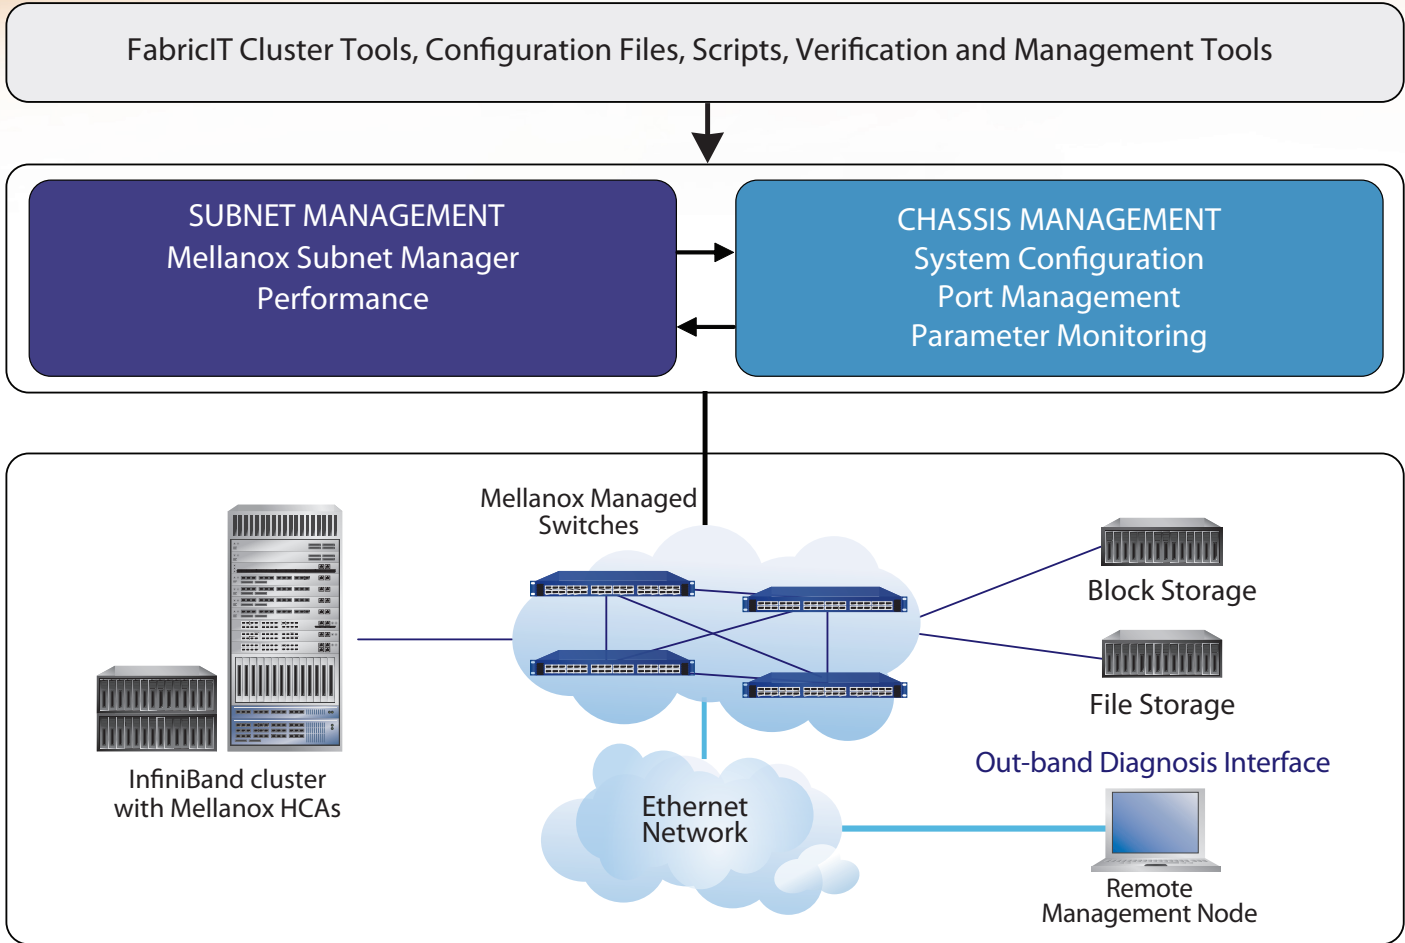 FabricIT Cluster Tools, Configuration Files, Scripts, Verification and Management Tools
SUBNET MANAGEMENT
Mellanox Subnet Manager
Performance
CHASSIS MANAGEMENT
System Configuration
Port Management
Parameter Monitoring
Mellanox Managed
Switches
Block Storage
File Storage
InfiniBand cluster
with Mellanox HCAs
Out-band Diagnosis Interface
Ethernet
Network
Remote
Management Node